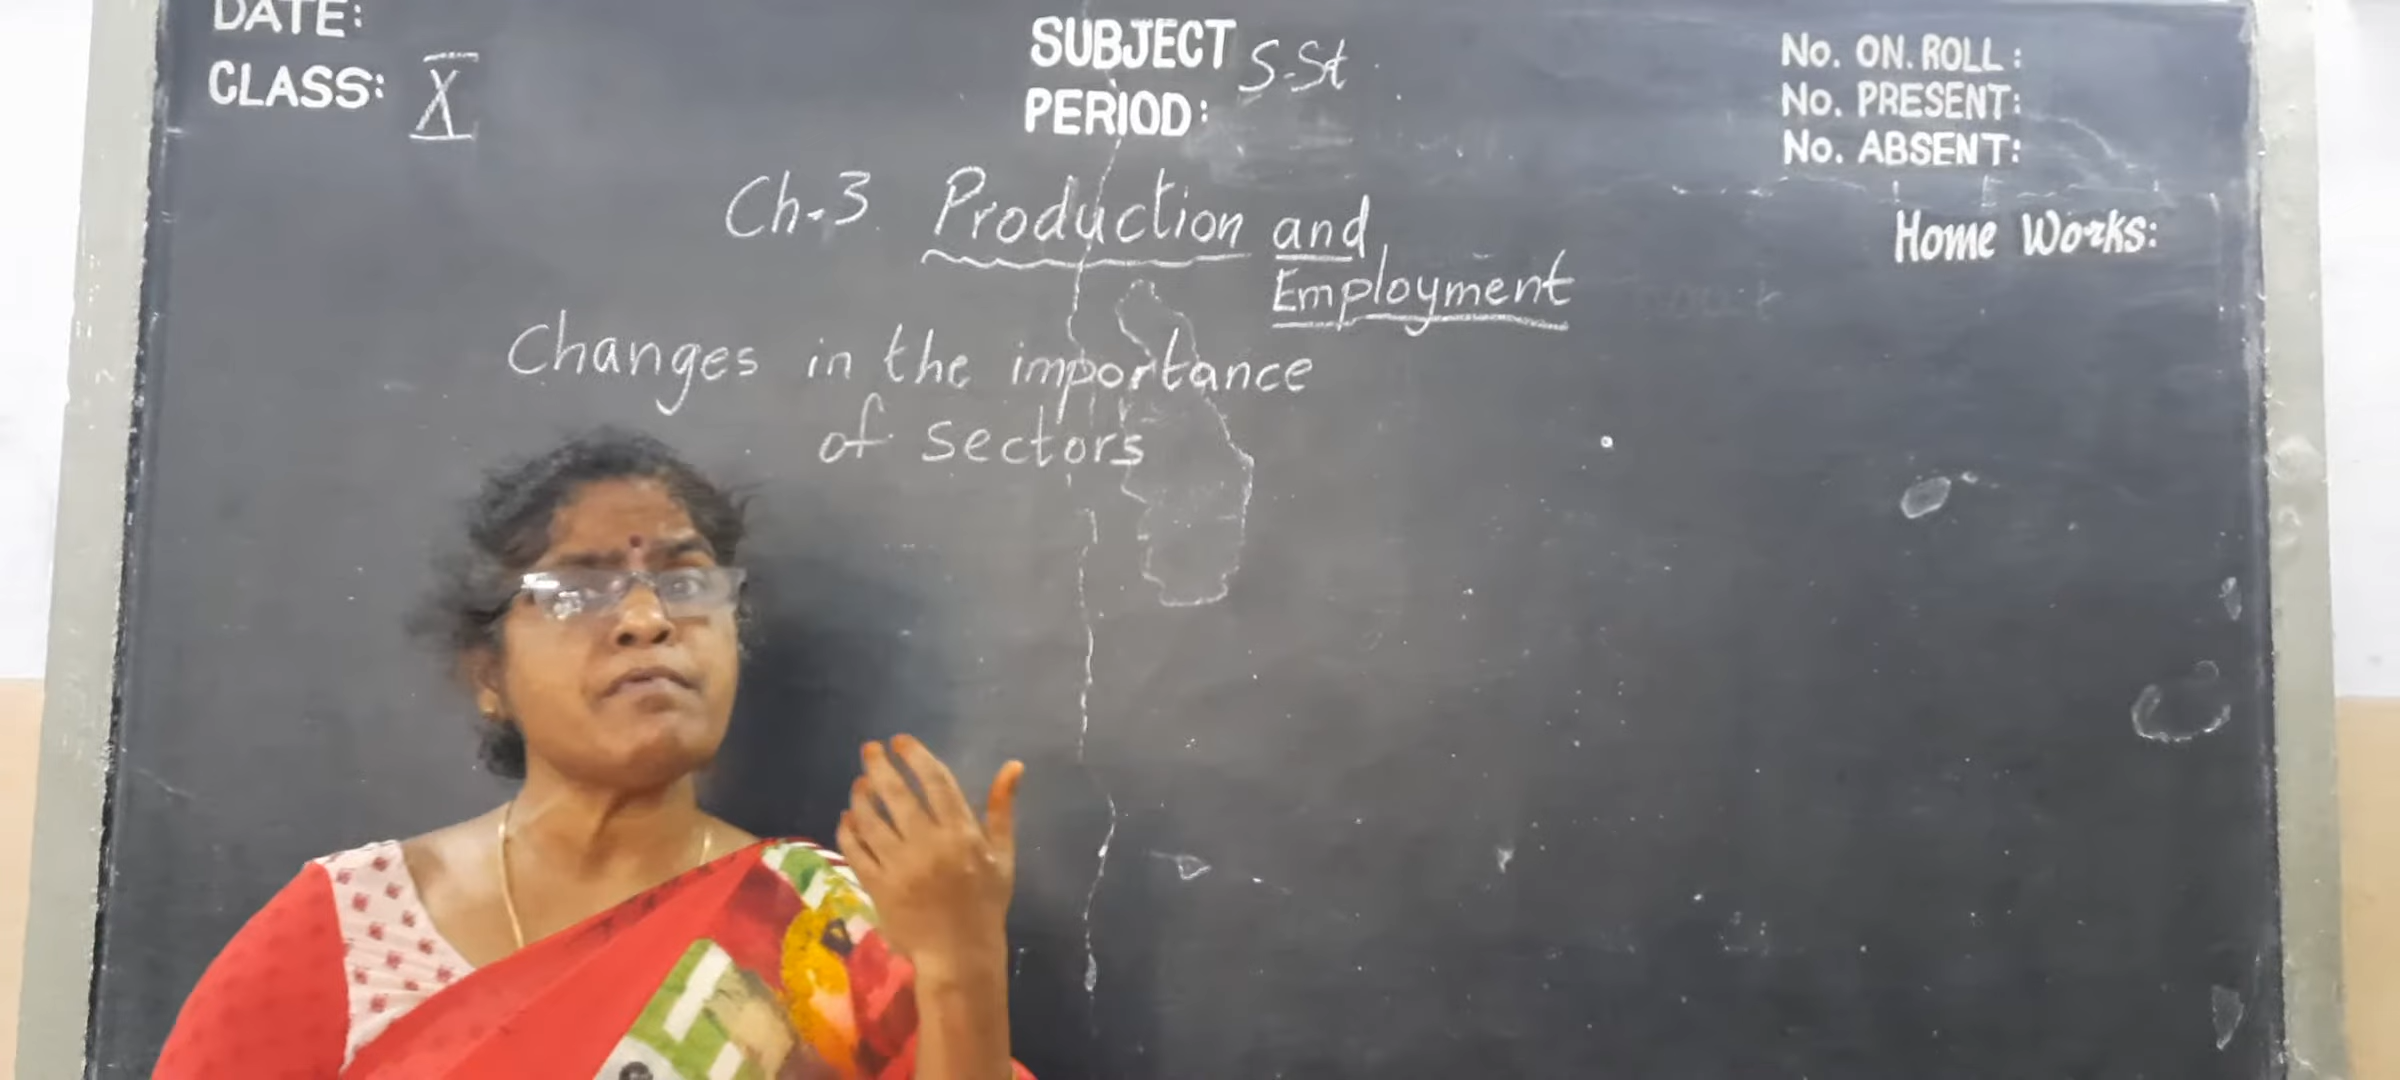 DATE:
CLASS: X
SUBJECT S-St
PERIOD:
No. ON. ROLL:
No. PRESENT:
No. ABSENT:
Home Works:
Ch-3 Production and
Employment
Changes in the importance
of sectors